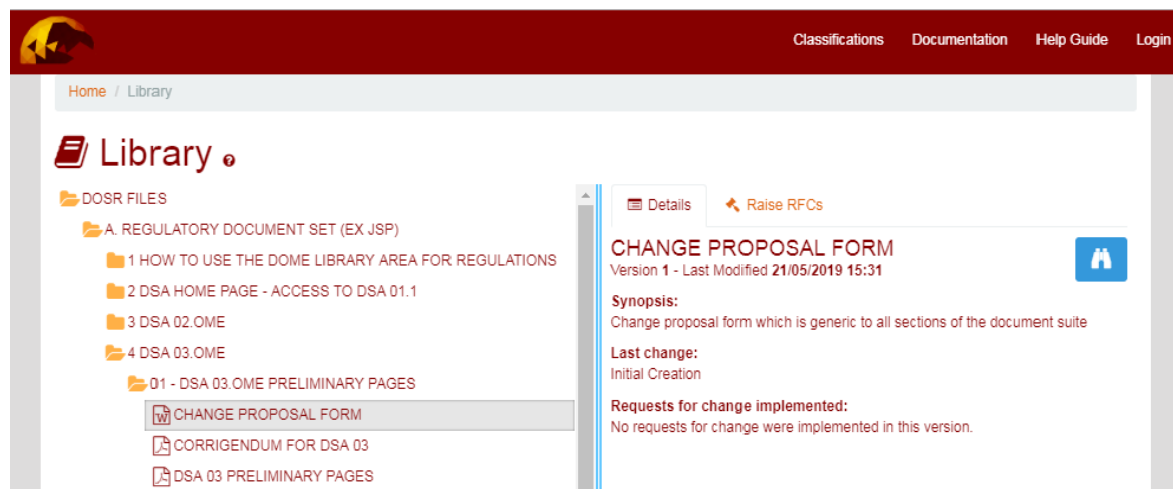 Classifications Documentation Help Guide Login
Home / Library
Library
DOSR FILES
A. REGULATORY DOCUMENT SET (EX JSP)
1 HOW TO USE THE DOME LIBRARY AREA FOR REGULATIONS
2 DSA HOME PAGE - ACCESS TO DSA 01.1
3 DSA 02.OME
4 DSA 03.OME
01 - DSA 03.OME PRELIMINARY PAGES
CHANGE PROPOSAL FORM
CORRIGENDUM FOR DSA 03
DSA 03 PRELIMINARY PAGES
Details Raise RFCs
CHANGE PROPOSAL FORM
Version 1 - Last Modified 21/05/2019 15:31
Synopsis:
Change proposal form which is generic to all sections of the document suite
Last change:
Initial Creation
Requests for change implemented:
No requests for change were implemented in this version.